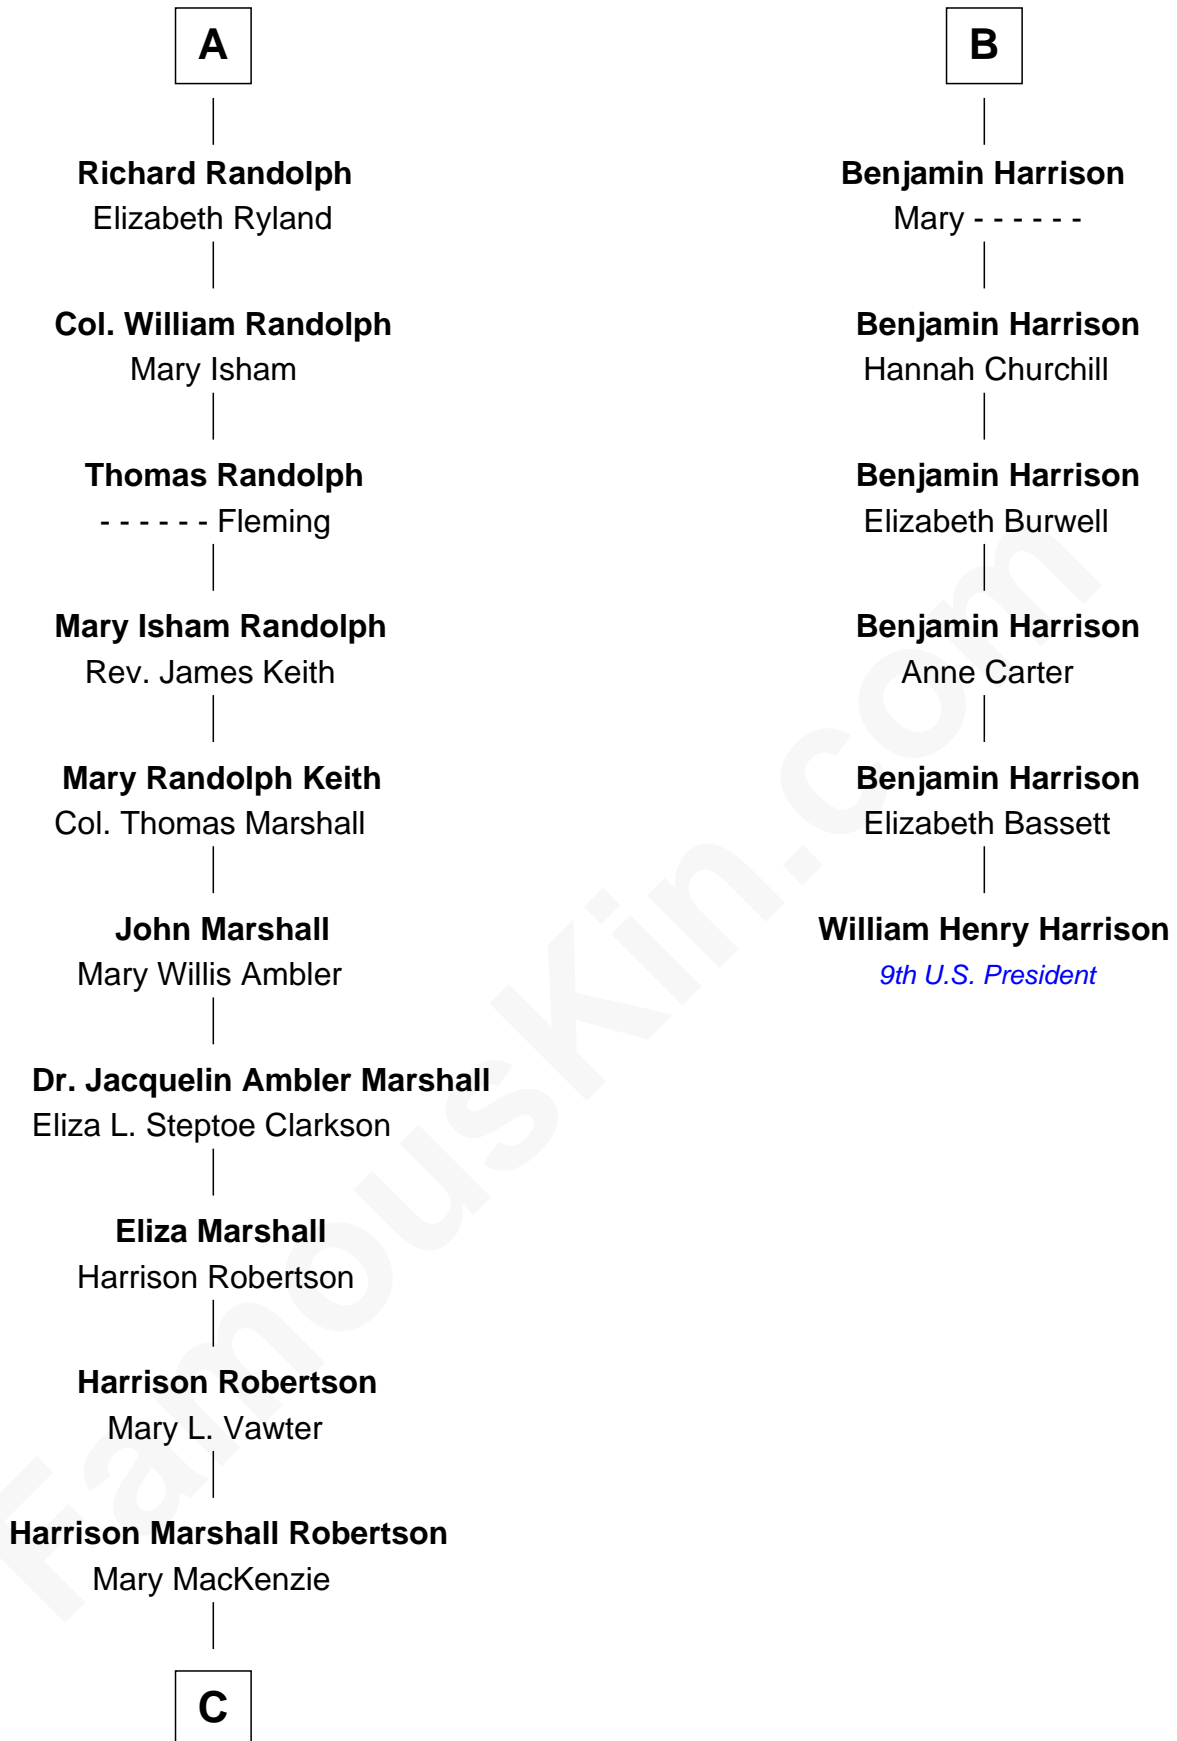 A
Richard Randolph
Elizabeth Ryland
Col. William Randolph
Mary Isham
Thomas Randolph
- - - - - - Fleming
Mary Isham Randolph
Rev. James Keith
Mary Randolph Keith
Col. Thomas Marshall
John Marshall
Mary Willis Ambler
Dr. Jacquelin Ambler Marshall
Eliza L. Steptoe Clarkson
Eliza Marshall
Harrison Robertson
Harrison Robertson
Mary L. Vawter
Harrison Marshall Robertson
Mary MacKenzie
C
B
Benjamin Harrison
Mary - - - - - -
Benjamin Harrison
Hannah Churchill
Benjamin Harrison
Elizabeth Burwell
Benjamin Harrison
Anne Carter
Benjamin Harrison
Elizabeth Bassett
William Henry Harrison
9th U.S. President
FamousKin.com